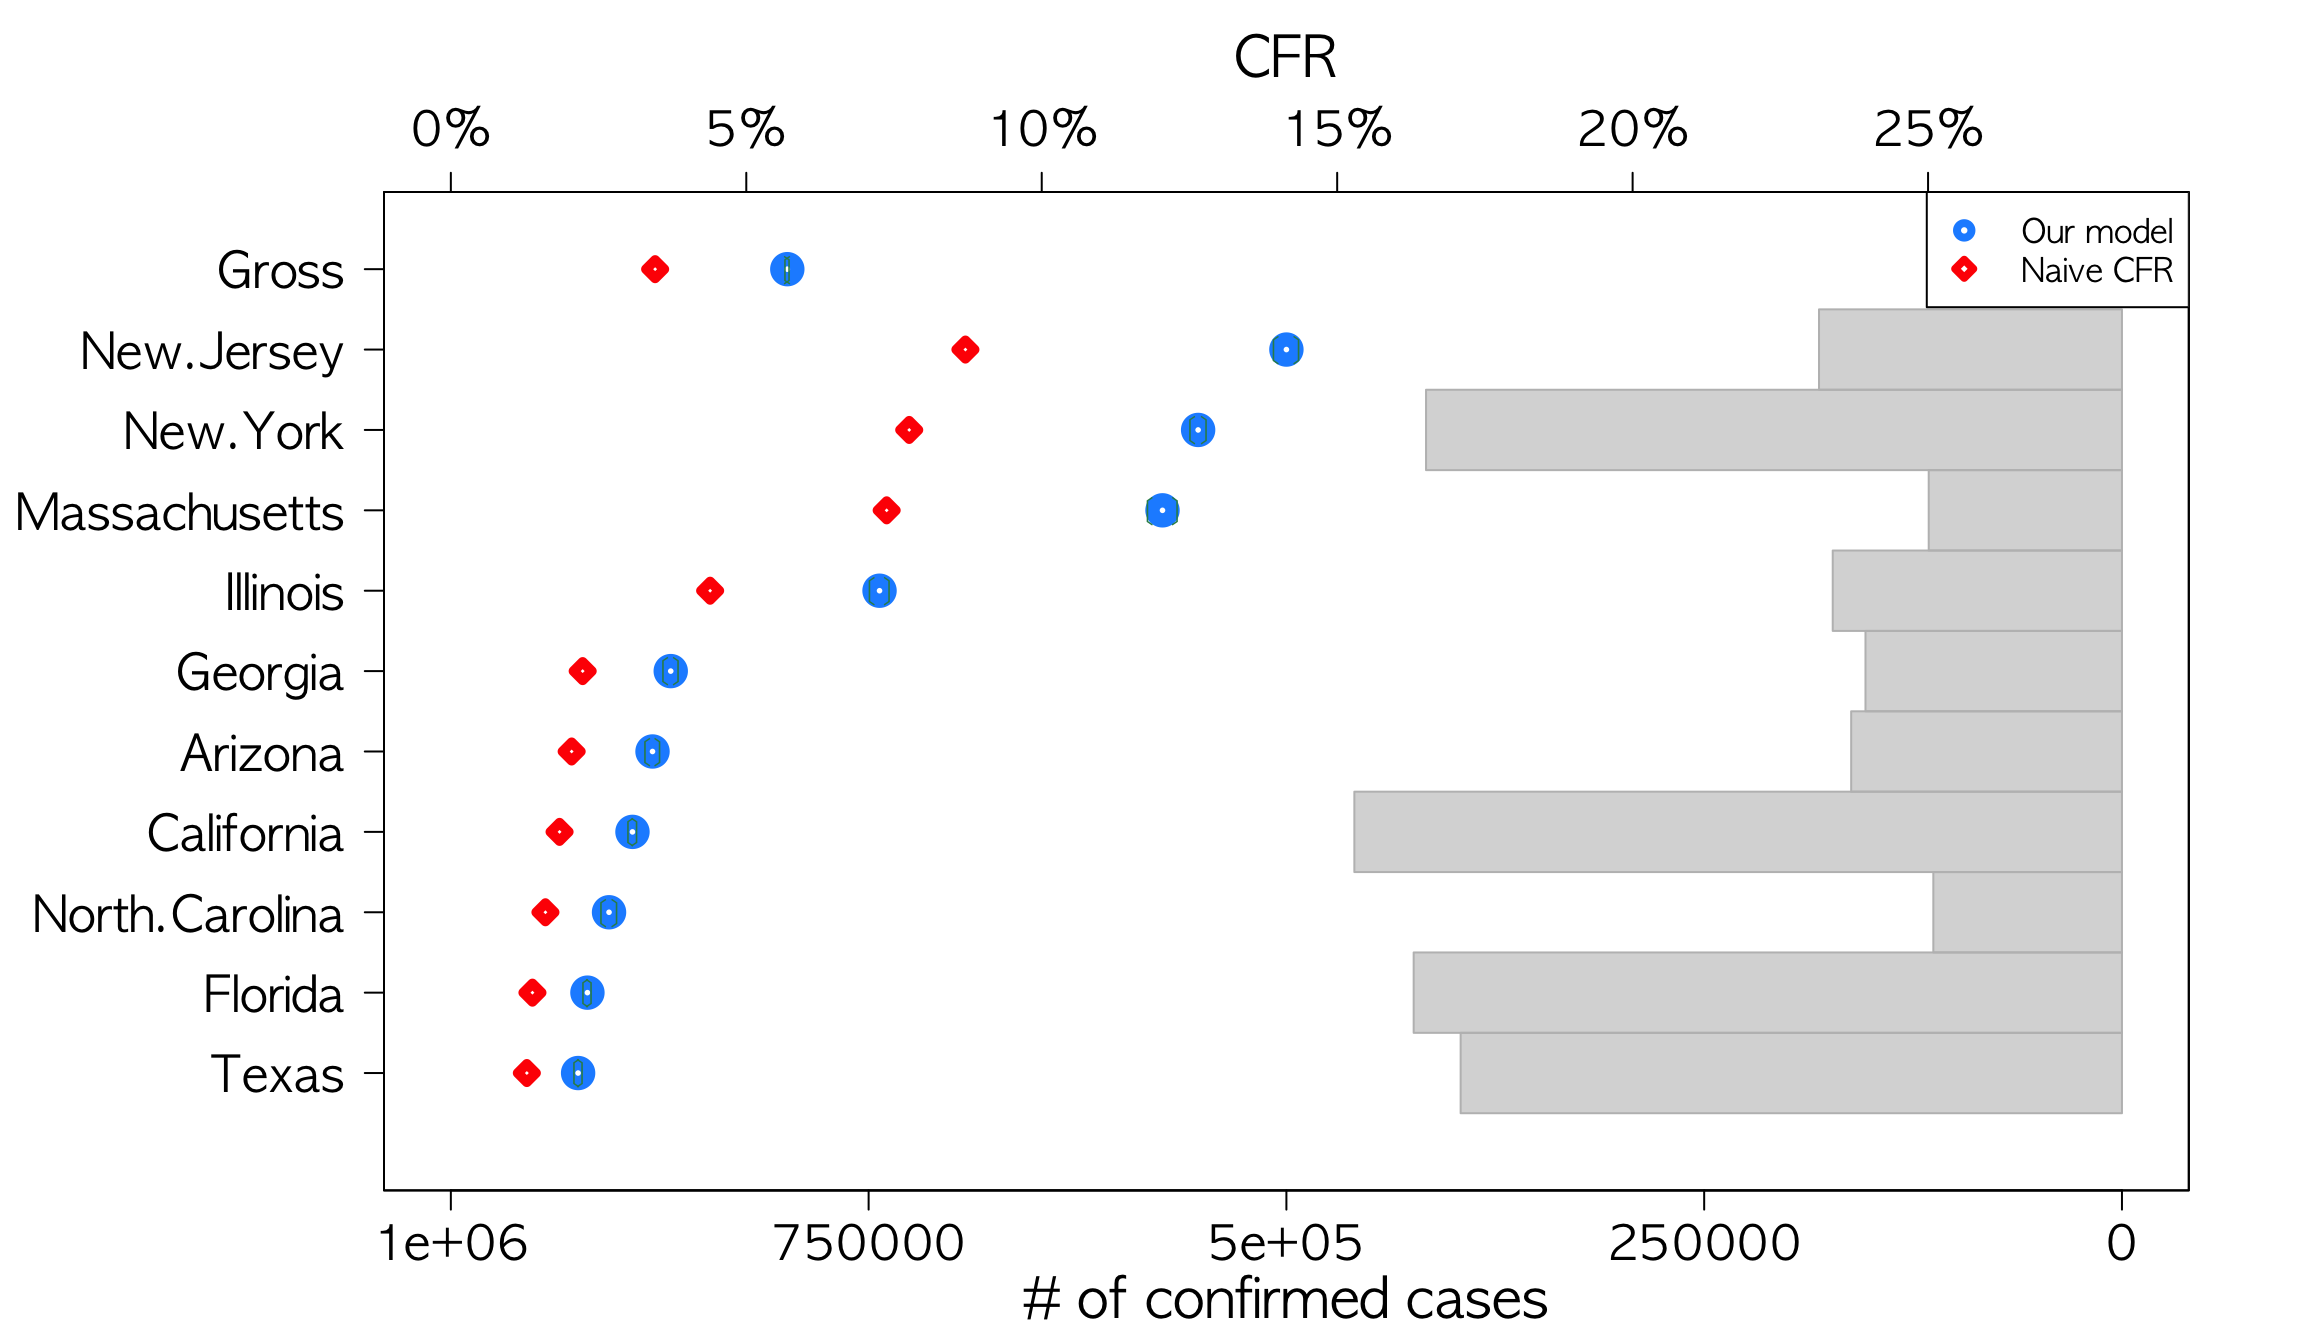 CFR
0% 5% 10% 15% 20% 25%
Our model
Naive CFR
Gross
New.Jersey
New.York
Massachusetts
Illinois
Georgia
Arizona
California
North.Carolina
Florida
Texas
1e+06 750000 5e+05 250000 0
# of confirmed cases